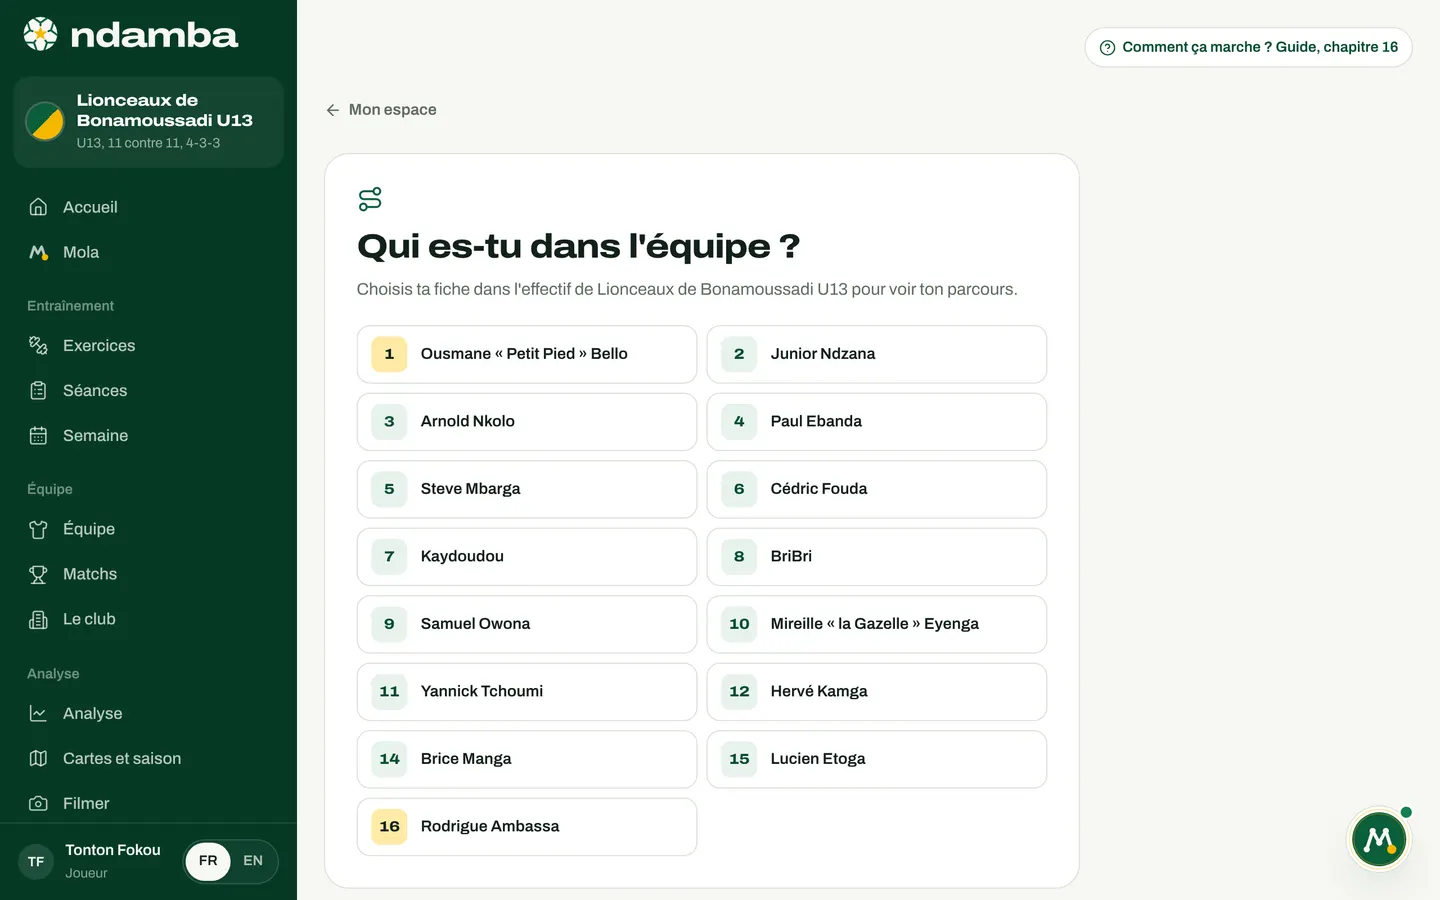 ndamba
Lionceaux de
Bonamoussadi U13
U13, 11 contre 11, 4-3-3
Accueil
Mola
Entraînement
Exercices
Séances
Semaine
Équipe
Équipe
Matchs
Le club
Analyse
Analyse
Cartes et saison
Filmer
TF
Tonton Fokou
Joueur
FR
EN
Comment ça marche ? Guide, chapitre 16
Mon espace
Qui es-tu dans l'équipe ?
Choisis ta fiche dans l'effectif de Lionceaux de Bonamoussadi U13 pour voir ton parcours.
1 Ousmane « Petit Pied » Bello
2 Junior Ndzana
3 Arnold Nkolo
4 Paul Ebanda
5 Steve Mbarga
6 Cédric Fouda
7 Kaydoudou
8 BriBri
9 Samuel Owona
10 Mireille « la Gazelle » Eyenga
11 Yannick Tchoumi
12 Hervé Kamga
14 Brice Manga
15 Lucien Etoga
16 Rodrigue Ambassa